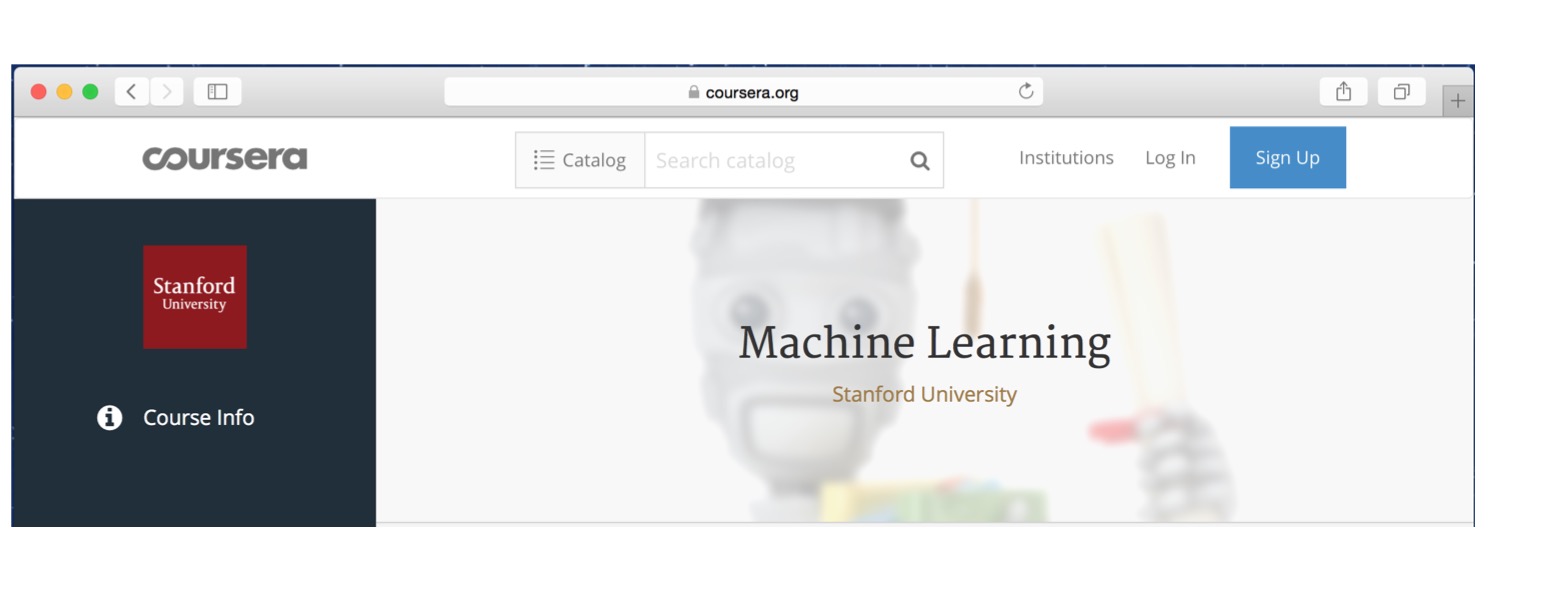 coursera.org
coursera
Catalog
Search catalog
Institutions
Log In
Sign Up
Stanford
University
Course Info
Machine Learning
Stanford University